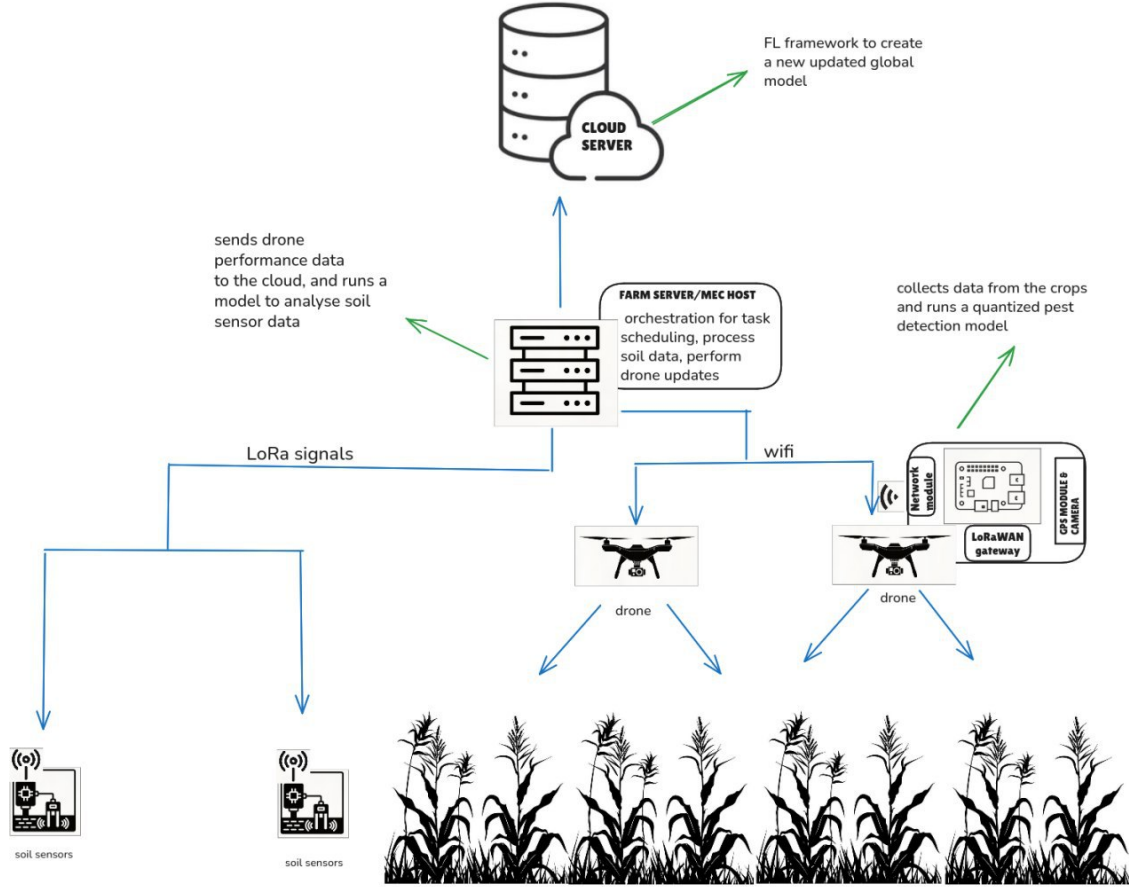 FL framework to create
a new updated global
model
CLOUD
SERVER
sends drone
performance data
to the cloud, and runs a
model to analyse soil
sensor data
FARM SERVER/MEC HOST
orchestration for task
scheduling, process
soil data, perform
drone updates
collects data from the crops
and runs a quantized pest
detection model
LoRa signals
wifi
Network
module
GPS MODULE &
CAMERA
LoRaWAN
gateway
drone
drone
soil sensors
soil sensors